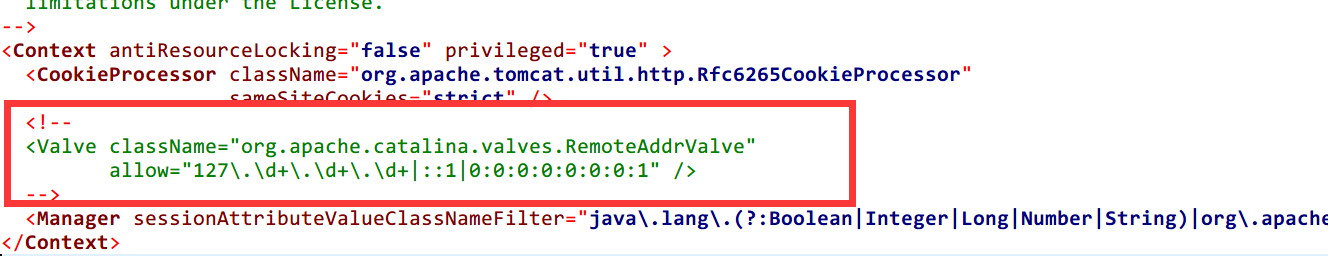 limitations under the License.
-->
<Context antiResourceLocking="false" privileged="true" >
<CookieProcessor className="org.apache.tomcat.util.http.Rfc6265CookieProcessor"
sameSiteCookies="strict" />
<!--
<Valve className="org.apache.catalina.valves.RemoteAddrValve"
allow="127\.\d+\.\d+\.\d+|::1|0:0:0:0:0:0:0:1" />
-->
<Manager sessionAttributeValueClassNameFilter="java\.lang\.(?:Boolean|Integer|Long|Number|String)|org\.apache
</Context>